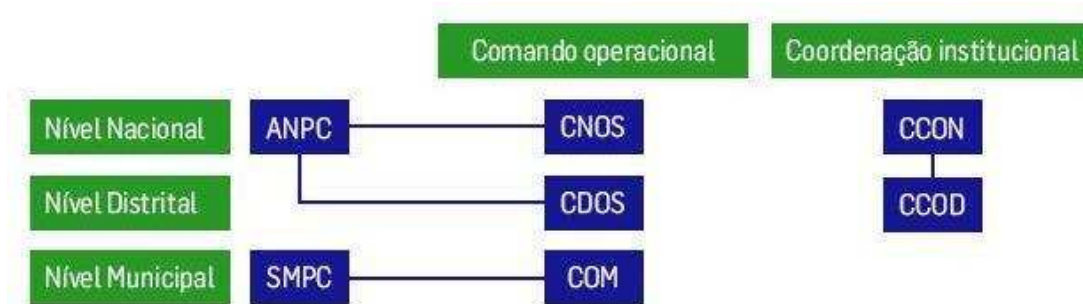 Comando operacional Coordenação institucional
Nível Nacional ANPC CNOS CCON
Nível Distrital CDOS CCOD
Nível Municipal SMPC COM